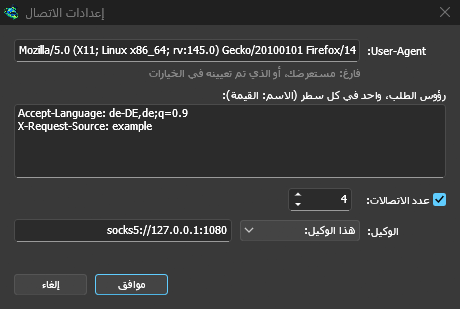 إعدادات الاتصال
User-Agent:
Mozilla/5.0 (X11; Linux x86_64; rv:145.0) Gecko/20100101 Firefox/14
فارغ: مستعرضك، أو الذي تم تعيينه في الخيارات
رؤوس الطلب، واحد في كل سطر (الاسم: القيمة):
Accept-Language: de-DE,de;q=0.9
X-Request-Source: example
عدد الاتصالات: 4
الوكيل: هذا الوكيل: socks5://127.0.0.1:1080
موافق إلغاء